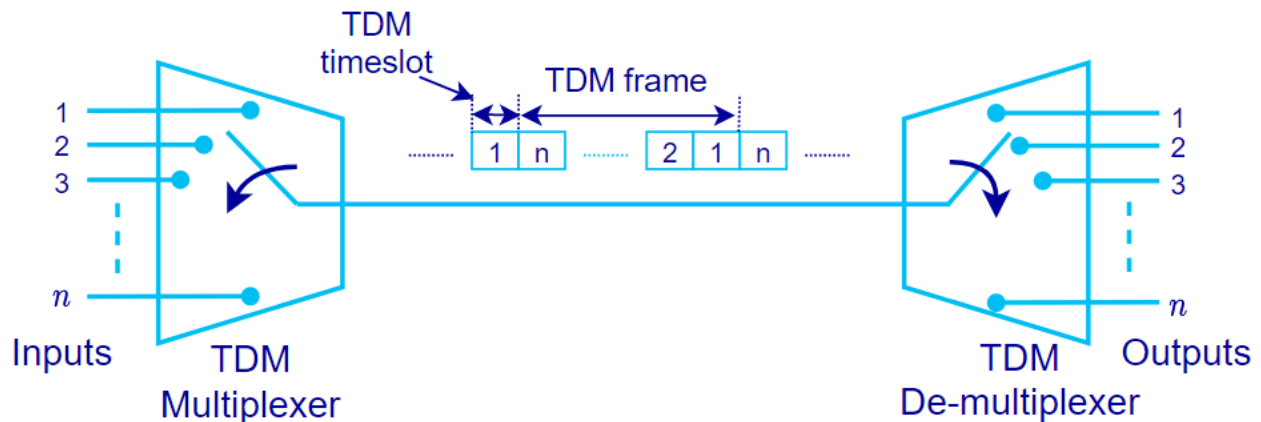 TDM
timeslot
TDM frame
1 n 2 1 n
1
2
3
n
Inputs
TDM
Multiplexer
1
2
3
n
TDM
De-multiplexer
Outputs